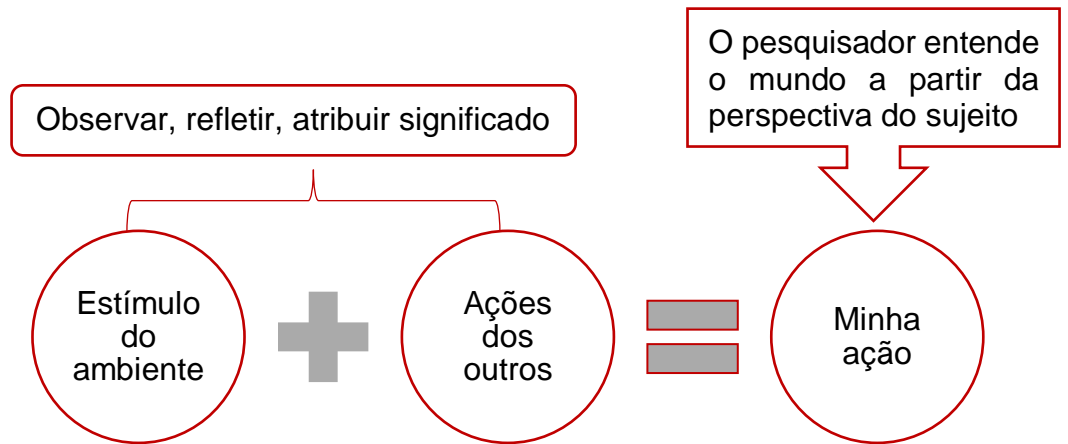 O pesquisador entende
o mundo a partir da
perspectiva do sujeito
Observar, refletir, atribuir significado
Estímulo
do
ambiente
Ações
dos
outros
Minha
ação